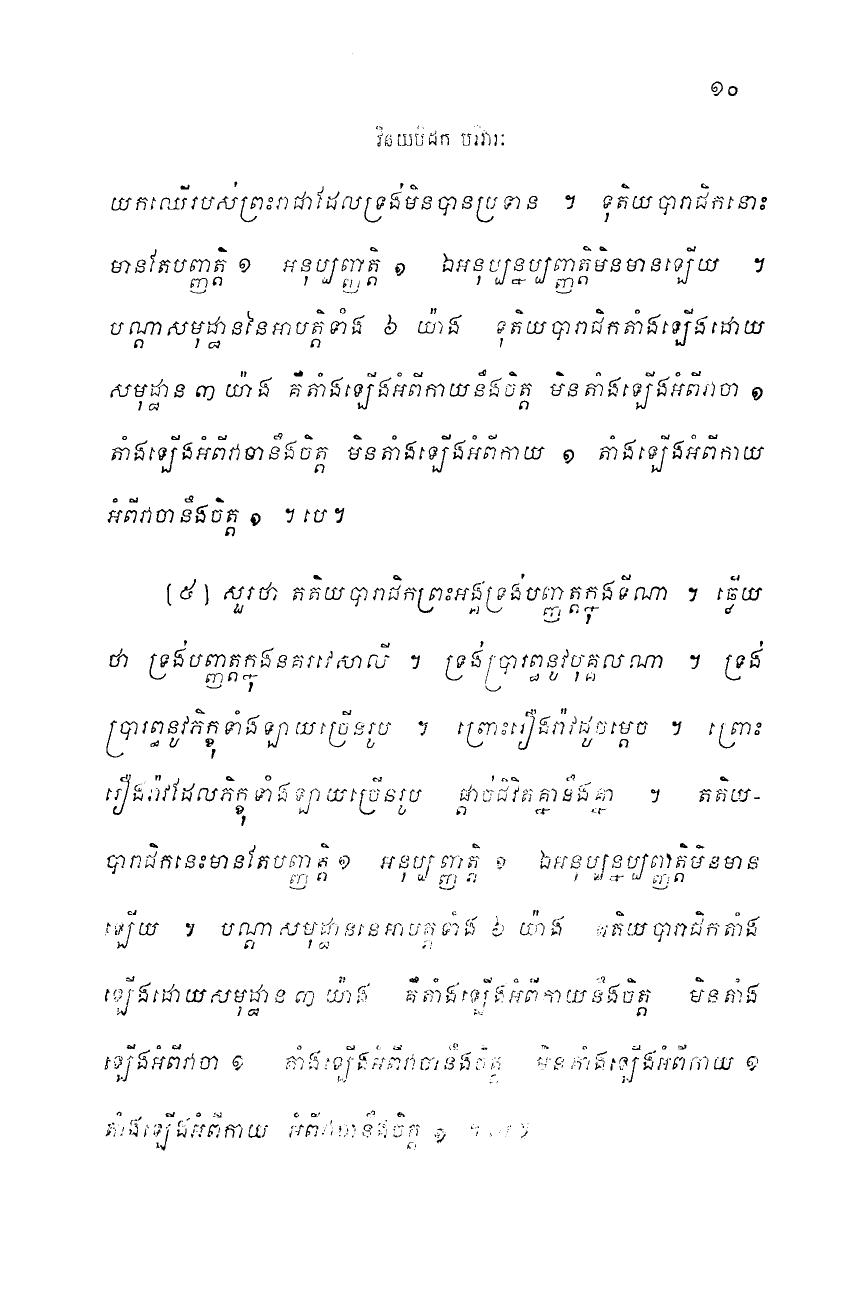 ១០
វិនយបិដក បរិវារៈ
យកឈើរបស់ព្រះរាជាដែលទ្រង់មិនបានប្រទាន ។ ទុតិយបារាជិកនោះ
មានតែបញ្ញត្តិ ១ អនុប្បញ្ញត្តិ ១ ឯអនុប្បន្នប្បញ្ញត្តិមិនមានឡើយ ។
បណ្តាសមុដ្ឋាននៃអាបត្តិទាំង ៦ យ៉ាង ទុតិយបារាជិកតាំងឡើងដោយ
សមុដ្ឋាន ៣ យ៉ាង គឺតាំងឡើងអំពីកាយនឹងចិត្ត មិនតាំងឡើងអំពីវាចា ១
តាំងឡើងអំពីវាចានឹងចិត្ត មិនតាំងឡើងអំពីកាយ ១ តាំងឡើងអំពីកាយ
អំពីវាចានឹងចិត្ត ១ ។ បេ ។
(៥) សួរថា តតិយបារាជិកព្រះអង្គទ្រង់បញ្ញត្តក្នុងទីណា ។ ឆ្លើយ
ថា ទ្រង់បញ្ញត្តក្នុងនគរវេសាលី ។ ទ្រង់ប្រារព្ធនូវបុគ្គលណា ។ ទ្រង់
ប្រារព្ធនូវភិក្ខុទាំងឡាយច្រើនរូប ។ ព្រោះរឿងរ៉ាវដូចម្តេច ។ ព្រោះ
រឿងរ៉ាវដែលភិក្ខុទាំងឡាយច្រើនរូប ផ្តាច់ជីវិតគ្នានឹងគ្នា ។ តតិយ-
បារាជិកនេះមានតែបញ្ញត្តិ ១ អនុប្បញ្ញត្តិ ១ ឯអនុប្បន្នប្បញ្ញត្តិមិនមាន
ឡើយ ។ បណ្តាសមុដ្ឋាននៃអាបត្តិទាំង ៦ យ៉ាង តតិយបារាជិកតាំង
ឡើងដោយសមុដ្ឋាន ៣ យ៉ាង គឺតាំងឡើងអំពីកាយនឹងចិត្ត មិនតាំង
ឡើងអំពីវាចា ១ តាំងឡើងអំពីវាចានឹងចិត្ត មិនតាំងឡើងអំពីកាយ ១
តាំងឡើងអំពីកាយ អំពីវាចានឹងចិត្ត ១ ។